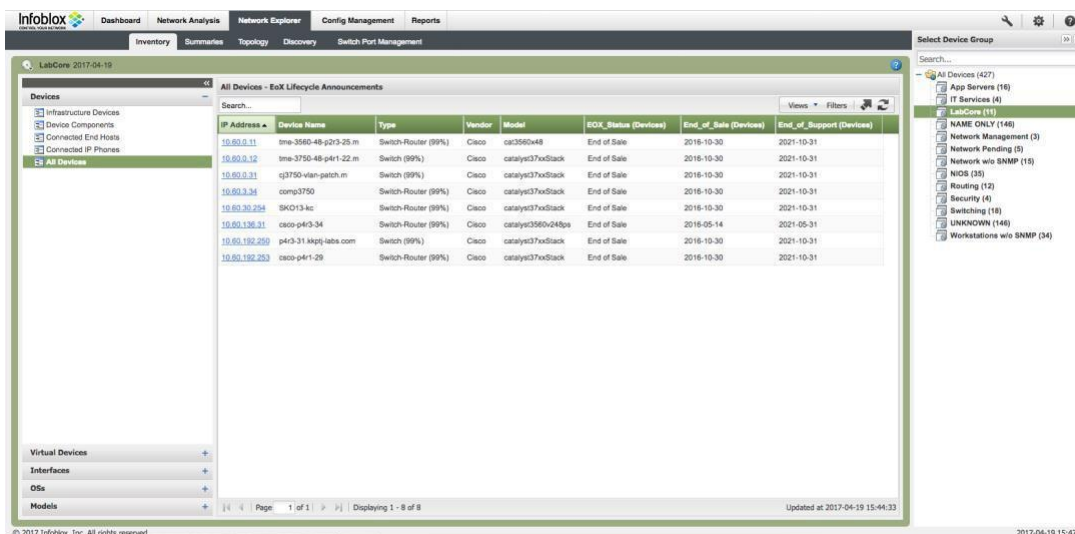 Infoblox
CONTROL YOUR NETWORK
Dashboard Network Analysis Network Explorer Config Management Reports
Inventory Summaries Topology Discovery Switch Port Management
LabCore 2017-04-19
Devices
Infrastructure Devices
Device Components
Connected End Hosts
Connected IP Phones
All Devices
Virtual Devices
Interfaces
OSs
Models
All Devices - EoX Lifecycle Announcements
Search...
Views Filters
IP Address Device Name Type Vendor Model EOX_Status (Devices) End_of_Sale (Devices) End_of_Support (Devices)
10.60.0.11 tme-3560-48-p2r3-25.m Switch-Router (99%) Cisco cat3560x48 End of Sale 2016-10-30 2021-10-31
10.60.0.12 tme-3750-48-p4r1-22.m Switch (99%) Cisco catalyst37xxStack End of Sale 2016-10-30 2021-10-31
10.60.0.31 cj3750-vlan-patch.m Switch-Router (99%) Cisco catalyst37xxStack End of Sale 2016-10-30 2021-10-31
10.60.3.34 comp3750 Switch-Router (99%) Cisco catalyst37xxStack End of Sale 2016-10-30 2021-10-31
10.60.30.254 SKO13-kc Switch-Router (99%) Cisco catalyst37xxStack End of Sale 2016-10-30 2021-10-31
10.60.136.31 csco-p4r3-34 Switch-Router (99%) Cisco catalyst3560v248ps End of Sale 2016-05-14 2021-05-31
10.60.192.250 p4r3-31.kkptj-labs.com Switch (99%) Cisco catalyst37xxStack End of Sale 2016-10-30 2021-10-31
10.60.192.253 csco-p4r1-29 Switch-Router (99%) Cisco catalyst37xxStack End of Sale 2016-10-30 2021-10-31
Page 1 of 1 Displaying 1 - 8 of 8
Updated at 2017-04-19 15:44:33
Select Device Group
Search...
All Devices (427)
App Servers (16)
IT Services (4)
LabCore (11)
NAME ONLY (146)
Network Management (3)
Network Pending (5)
Network w/o SNMP (15)
NIOS (35)
Routing (12)
Security (4)
Switching (18)
UNKNOWN (146)
Workstations w/o SNMP (34)
© 2017 Infoblox, Inc. All rights reserved.
2017-04-19 15:47